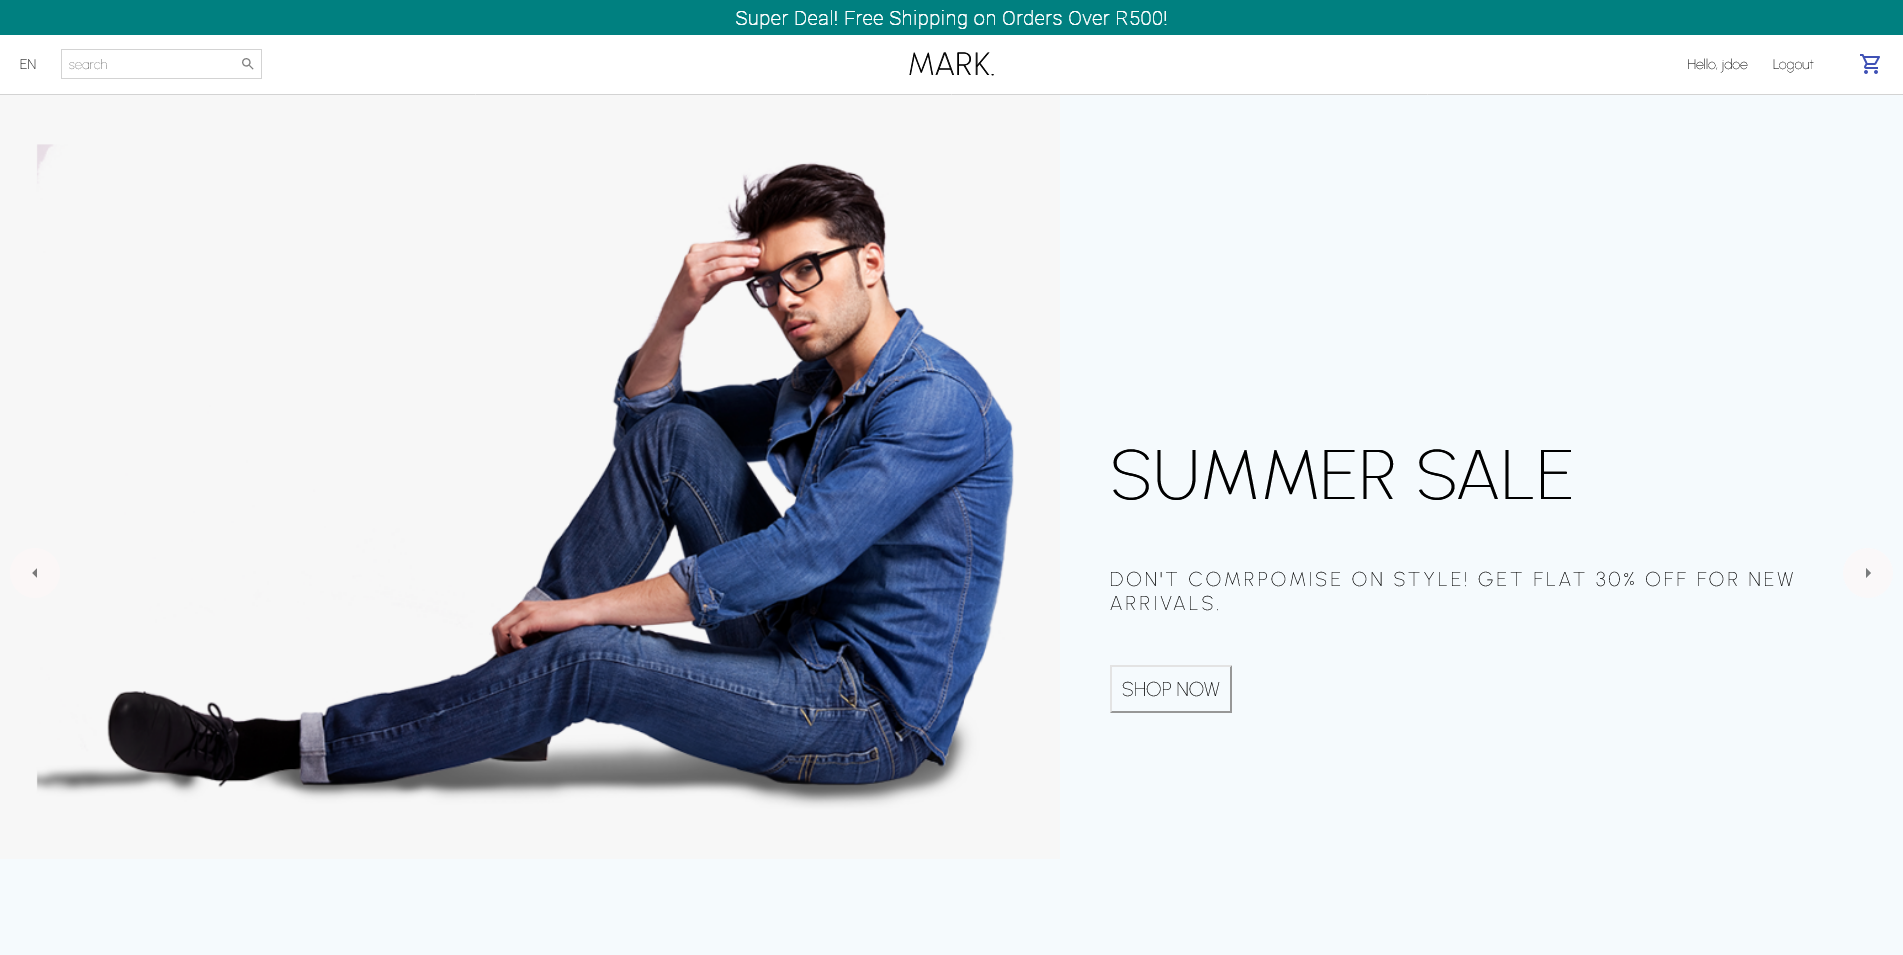 Super Deal! Free Shipping on Orders Over R500!
EN
search
MARK.
Hello, jdoe
Logout
SUMMER SALE
DON'T COMRPOMISE ON STYLE! GET FLAT 30% OFF FOR NEW
ARRIVALS.
SHOP NOW